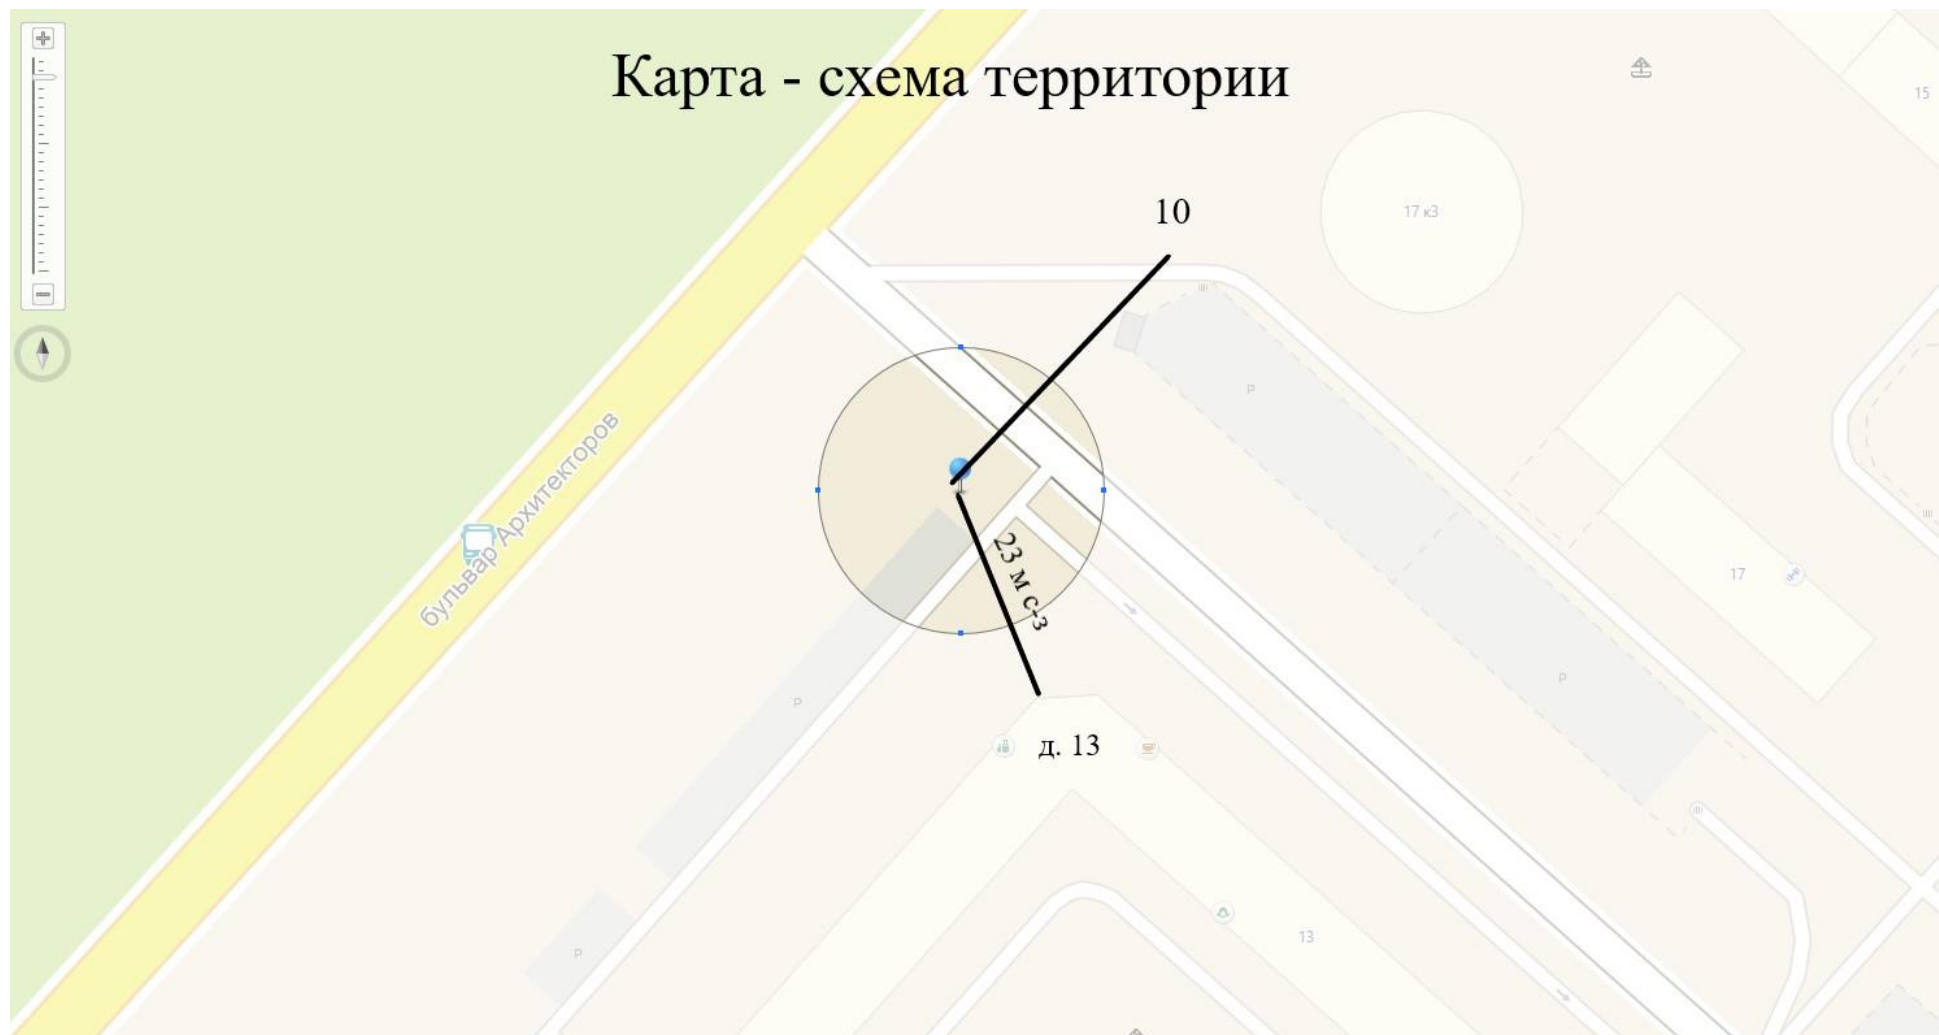 Карта - схема территории
15
10
17 к3
P
бульвар Архитекторов
23 м с-з
17
P
P
д. 13
13
P